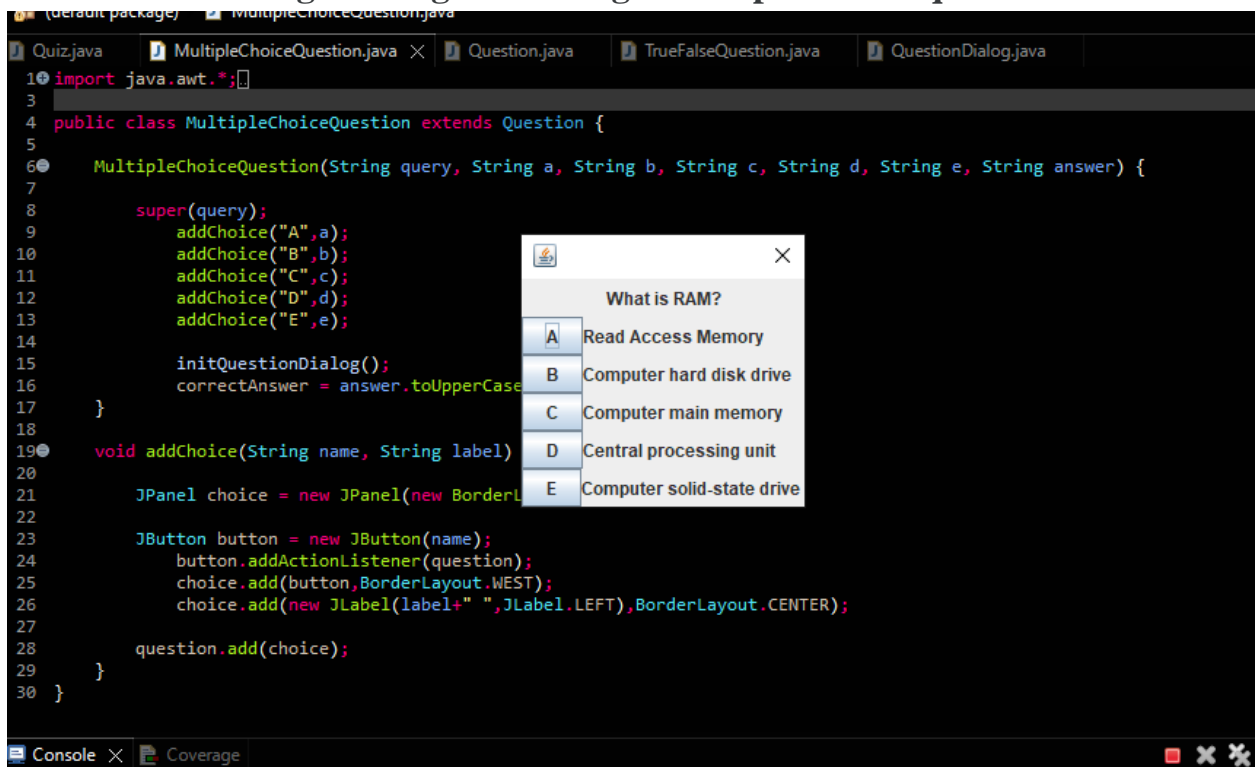 (default package) MultipleChoiceQuestion.java
Quiz.java MultipleChoiceQuestion.java Question.java TrueFalseQuestion.java QuestionDialog.java
1 import java.awt.*;
3
4 public class MultipleChoiceQuestion extends Question {
5
6 MultipleChoiceQuestion(String query, String a, String b, String c, String d, String e, String answer) {
7
8 super(query);
9 addChoice("A",a);
10 addChoice("B",b);
11 addChoice("C",c);
12 addChoice("D",d);
13 addChoice("E",e);
14
15 initQuestionDialog();
16 correctAnswer = answer.toUpperCase
17 }
18
19 void addChoice(String name, String label)
20
21 JPanel choice = new JPanel(new BorderL
22
23 JButton button = new JButton(name);
24 button.addActionListener(question);
25 choice.add(button,BorderLayout.WEST);
26 choice.add(new JLabel(label+" ",JLabel.LEFT),BorderLayout.CENTER);
27
28 question.add(choice);
29 }
30 }
What is RAM?
A Read Access Memory
B Computer hard disk drive
C Computer main memory
D Central processing unit
E Computer solid-state drive
Console Coverage